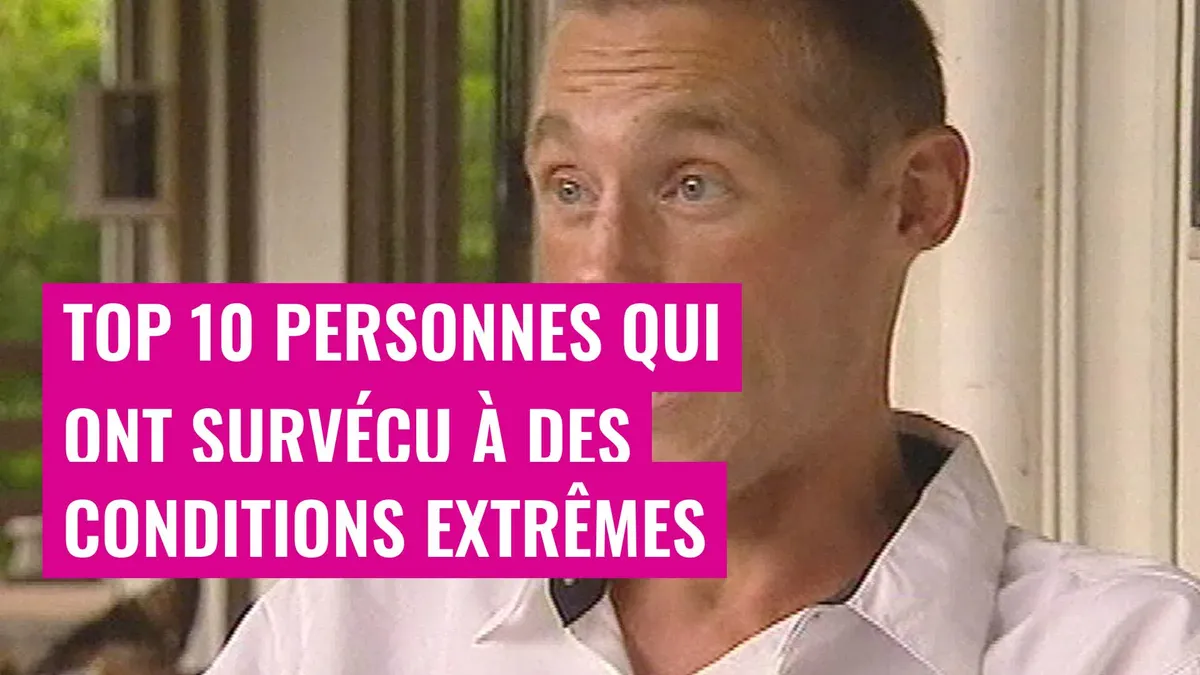 TOP 10 PERSONNES QUI
ONT SURVÉCU À DES
CONDITIONS EXTRÊMES